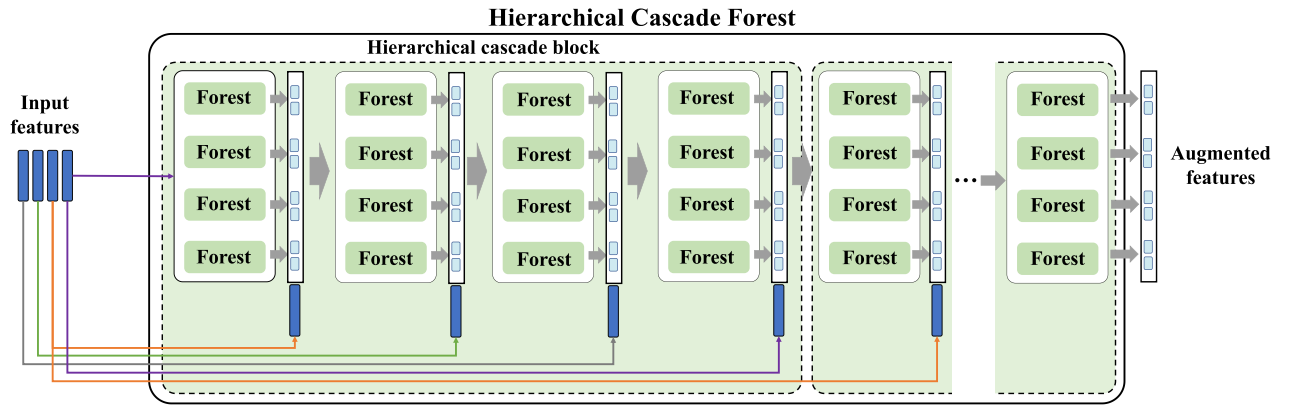 Hierarchical Cascade Forest
Hierarchical cascade block
Input
features
Forest Forest Forest Forest Forest Forest
Forest Forest Forest Forest Forest Forest
Forest Forest Forest Forest Forest Forest
Forest Forest Forest Forest Forest Forest
...
Augmented
features